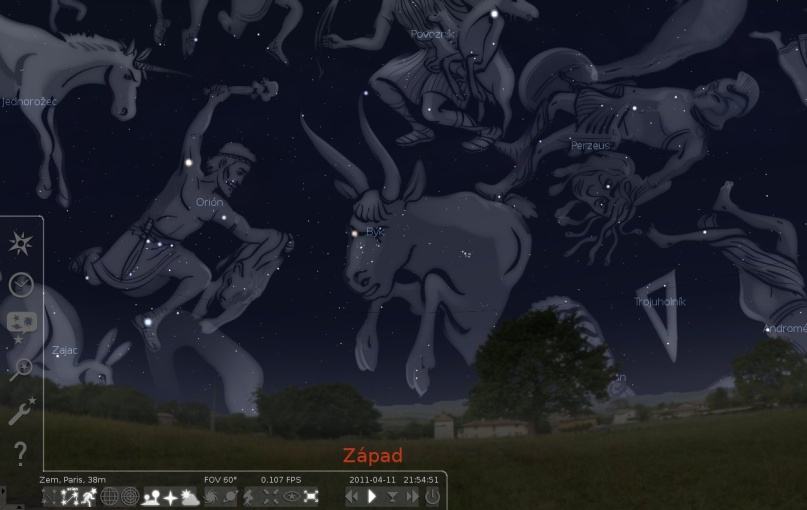 Povozník
Jednorožec
Perzeus
Orión
Býk
Trojuholník
Androme
Zajac
Západ
Zem, Paris, 38m FOV 60° 0.107 FPS 2011-04-11 21:54:51